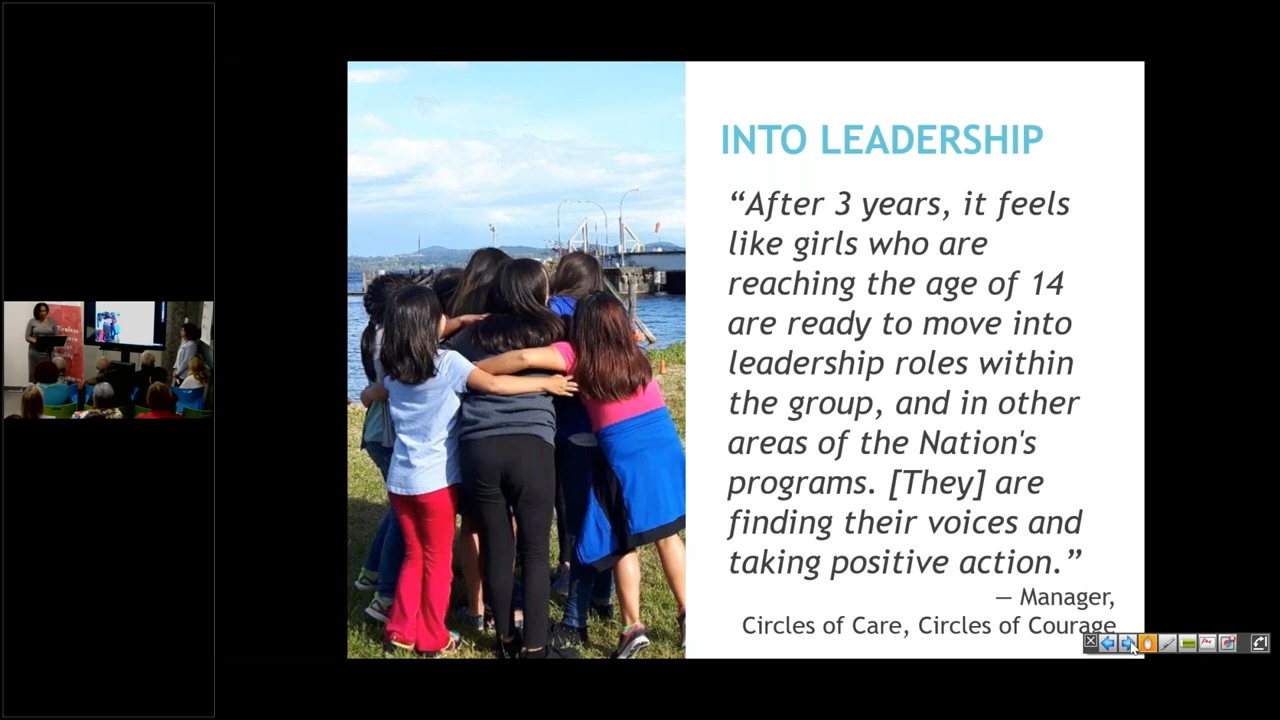 INTO LEADERSHIP
“After 3 years, it feels
like girls who are
reaching the age of 14
are ready to move into
leadership roles within
the group, and in other
areas of the Nation's
programs. [They] are
finding their voices and
taking positive action.”
— Manager,
Circles of Care, Circles of Courage